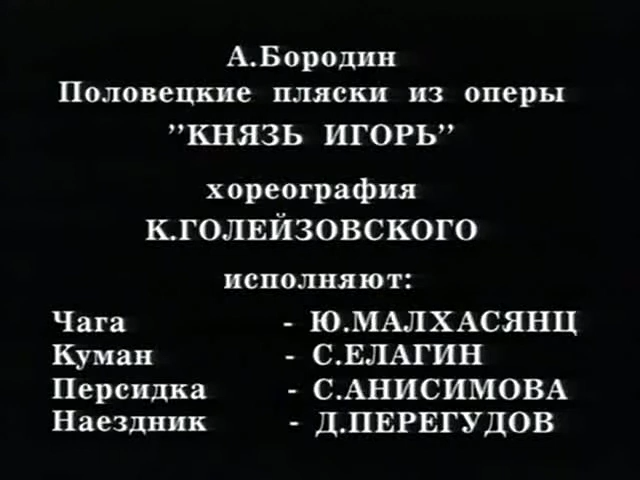 А.Бородин
Половецкие пляски из оперы
"КНЯЗЬ ИГОРЬ"
хореография
К.ГОЛЕЙЗОВСКОГО
исполняют:
Чага - Ю.МАЛХАСЯНЦ
Куман - С.ЕЛАГИН
Персидка - С.АНИСИМОВА
Наездник - Д.ПЕРЕГУДОВ